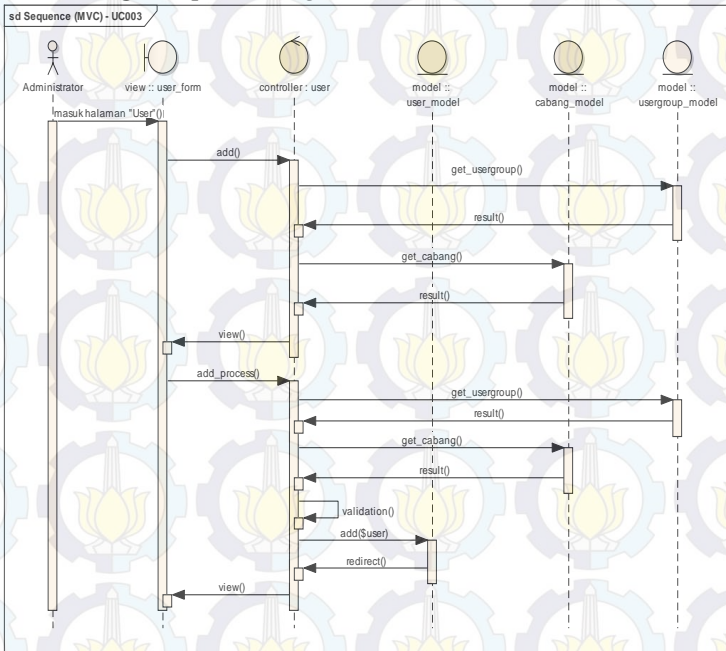 sd Sequence (MVC) - UC003
Administrator
view :: user_form
controller : user
model ::
user_model
model ::
cabang_model
model ::
usergroup_model
masuk halaman "User"()
add()
get_usergroup()
result()
get_cabang()
result()
view()
add_process()
get_usergroup()
result()
get_cabang()
result()
validation()
add($user)
redirect()
view()